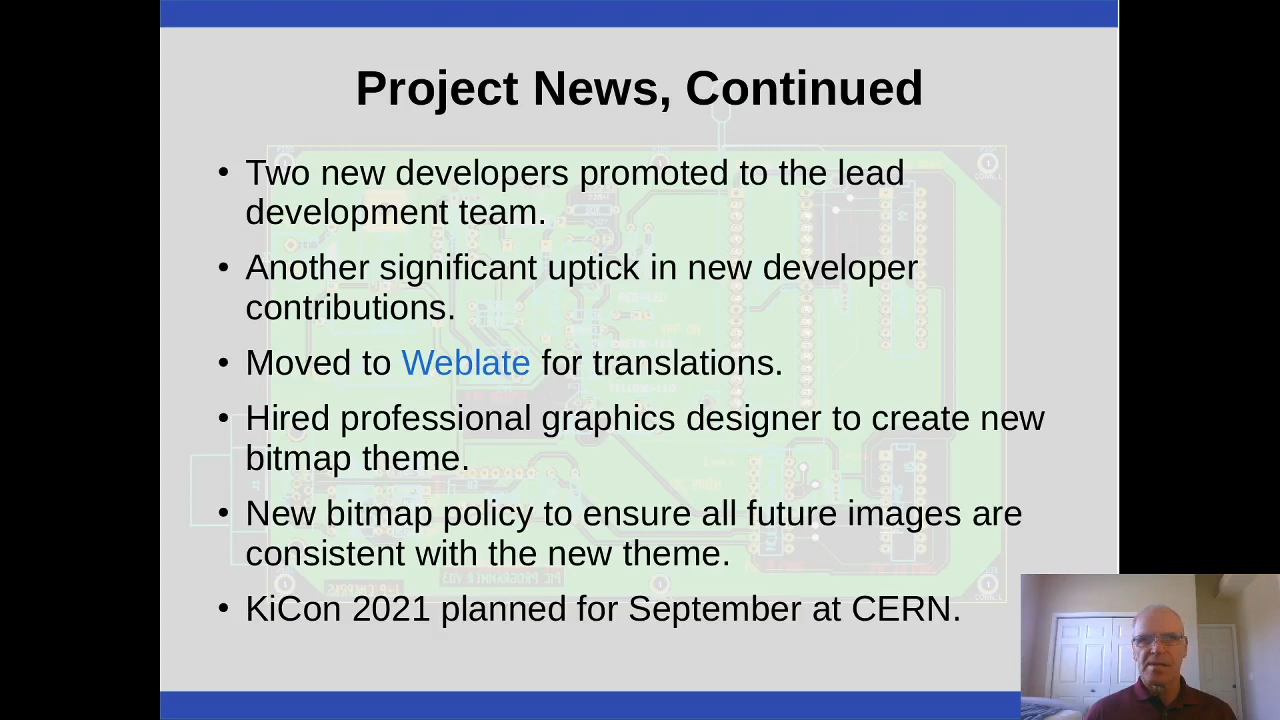 Project News, Continued
• Two new developers promoted to the lead
development team.
• Another significant uptick in new developer
contributions.
• Moved to Weblate for translations.
• Hired professional graphics designer to create new
bitmap theme.
• New bitmap policy to ensure all future images are
consistent with the new theme.
• KiCon 2021 planned for September at CERN.